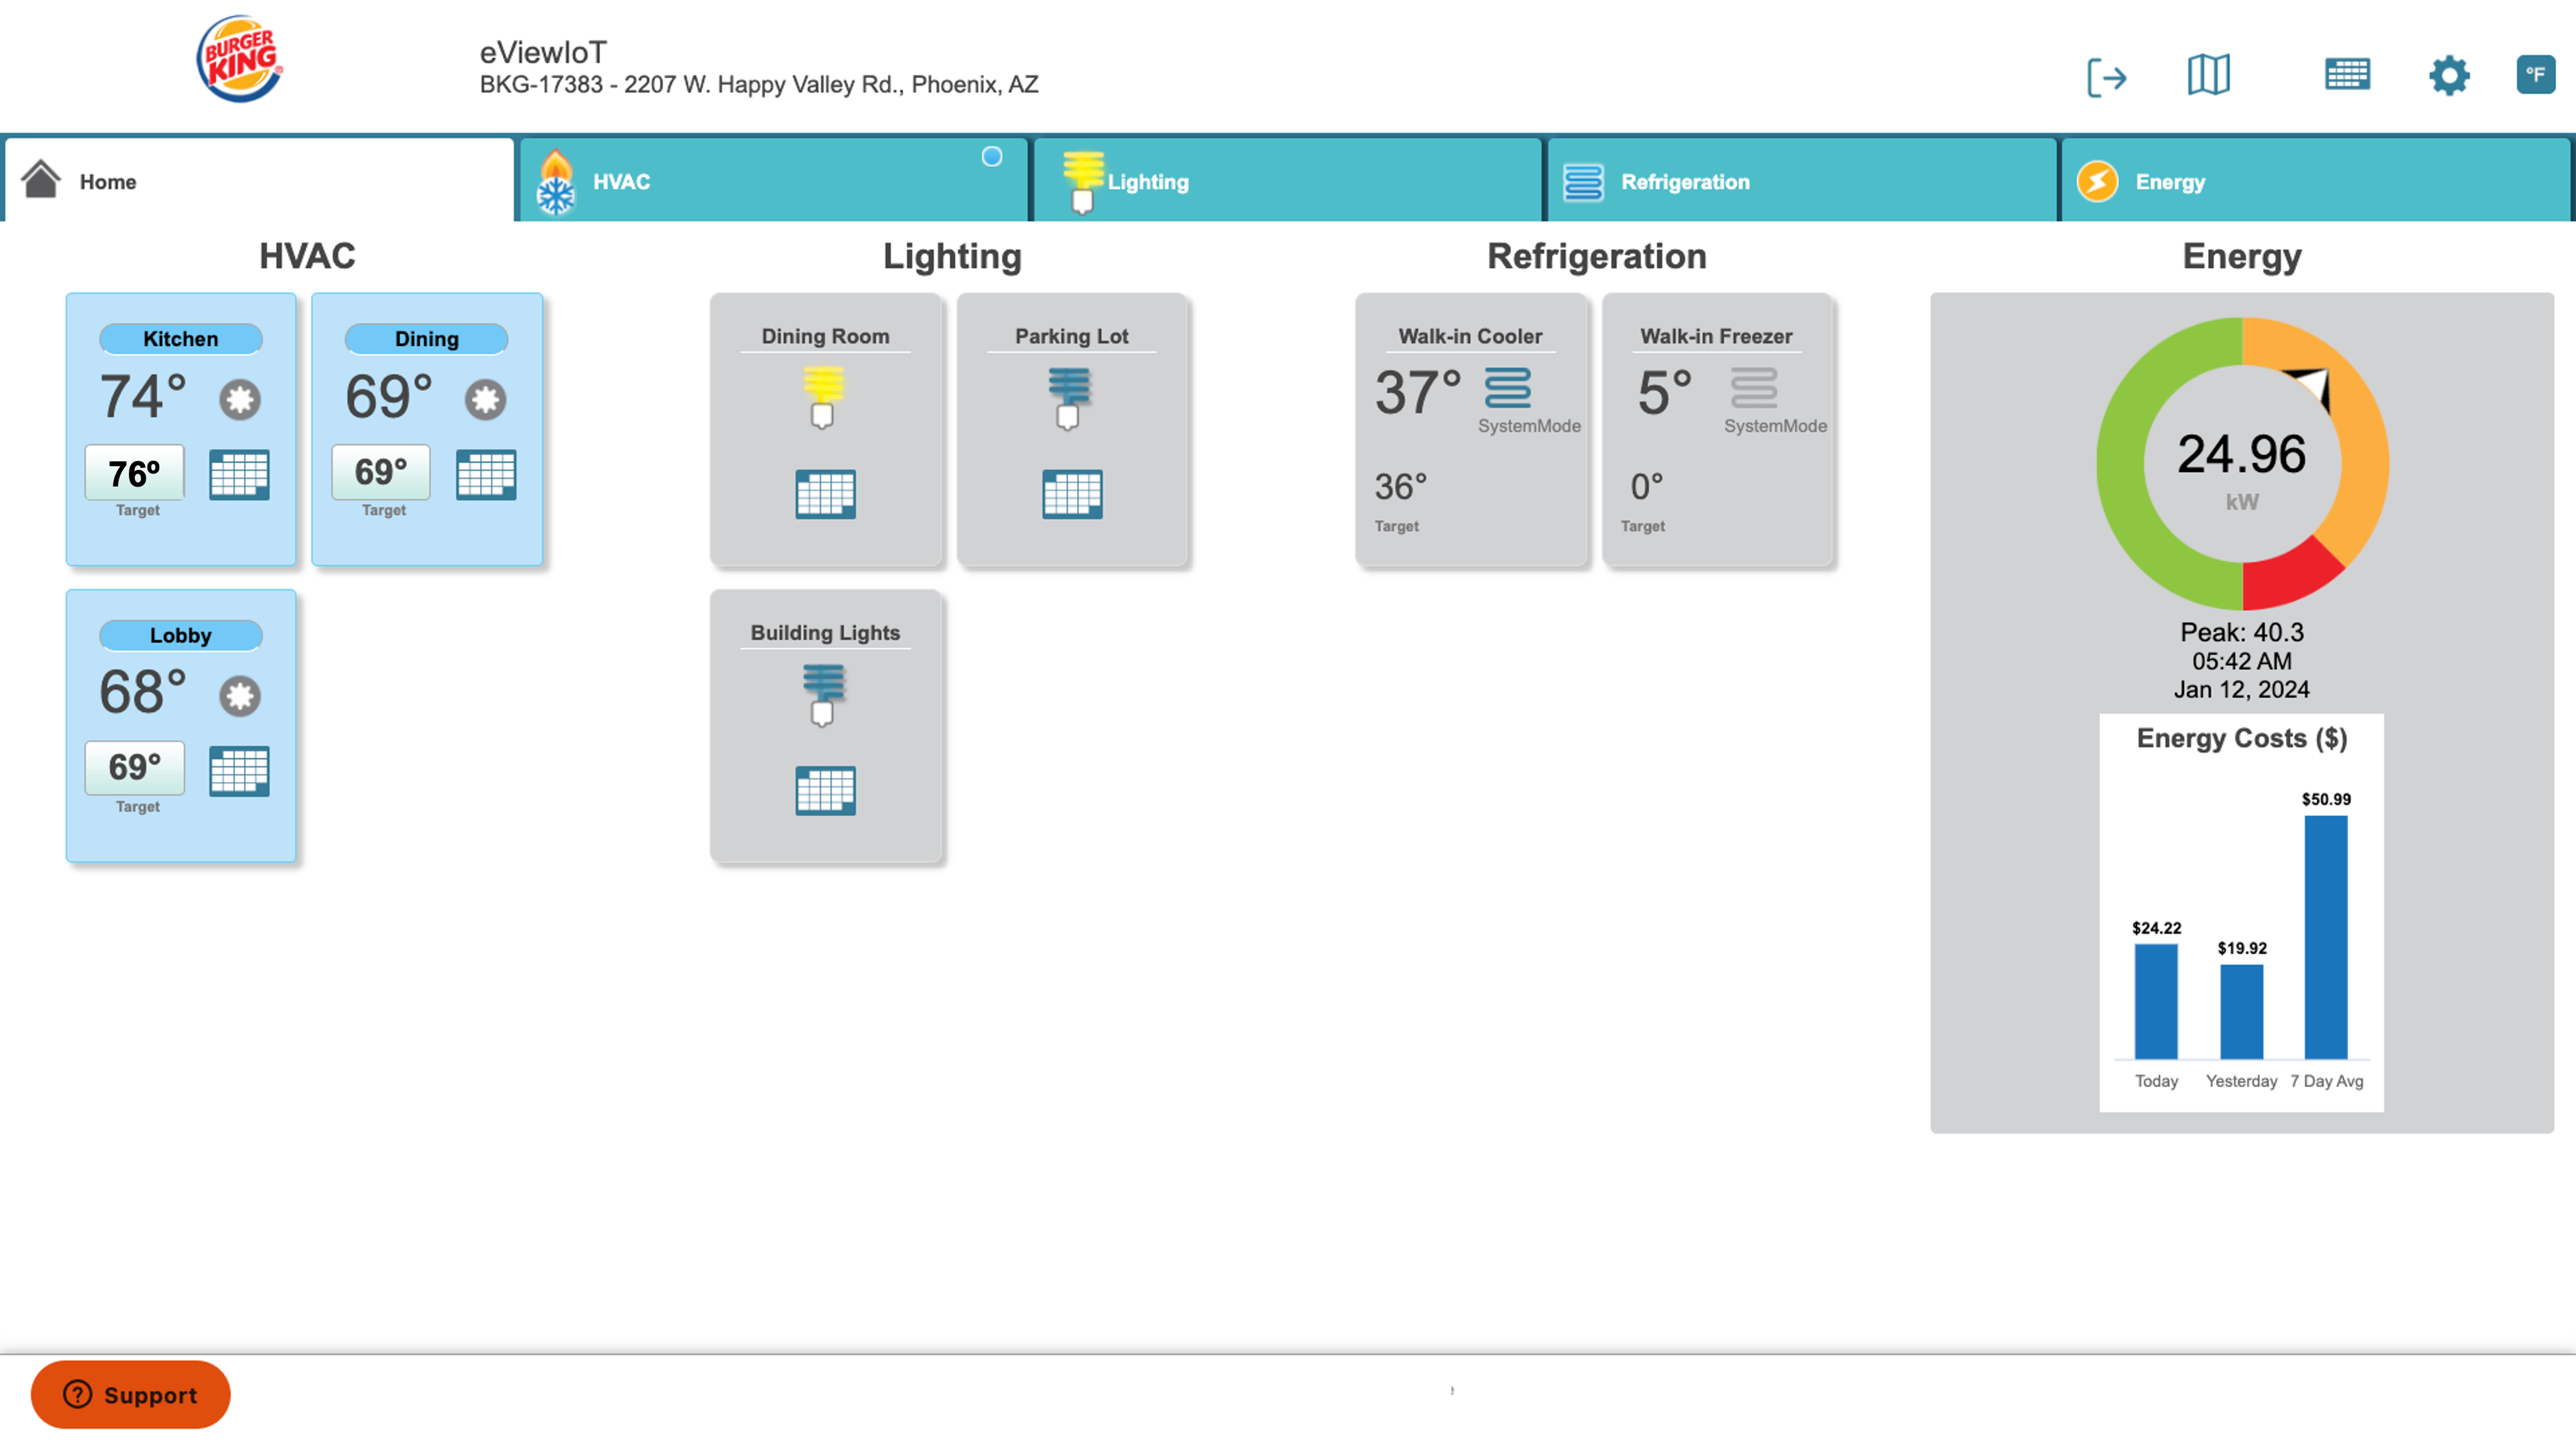 BURGER
KING
eViewIoT
BKG-17383 - 2207 W. Happy Valley Rd., Phoenix, AZ
°F
Home
HVAC
Lighting
Refrigeration
Energy
HVAC
Kitchen
74°
76º
Target
Dining
69°
69°
Target
Lobby
68°
69°
Target
Lighting
Dining Room
Parking Lot
Building Lights
Refrigeration
Walk-in Cooler
37°
SystemMode
36°
Target
Walk-in Freezer
5°
SystemMode
0°
Target
Energy
24.96
kW
Peak: 40.3
05:42 AM
Jan 12, 2024
Energy Costs ($)
$24.22
$19.92
$50.99
Today
Yesterday
7 Day Avg
? Support